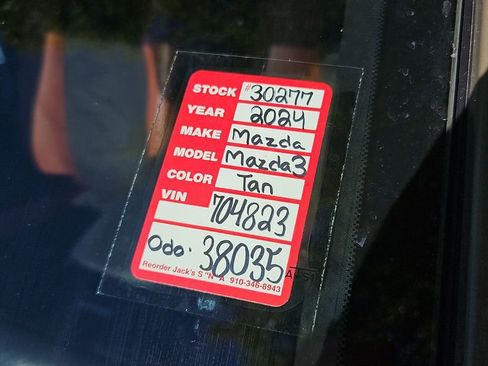 STOCK #30277
YEAR 2024
MAKE Mazda
MODEL Mazda3
COLOR Tan
VIN 704823
Odo: 38035
Reorder Jack's 910-346-8943